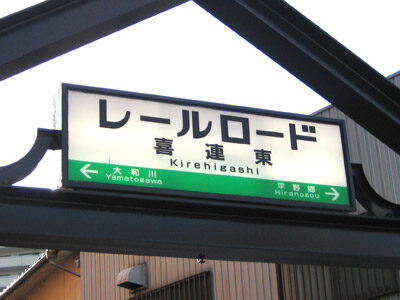 レールロード
喜連東
Kirehigashi
← 大和川
Yamatogawa
平野郷 →
Hiranogou